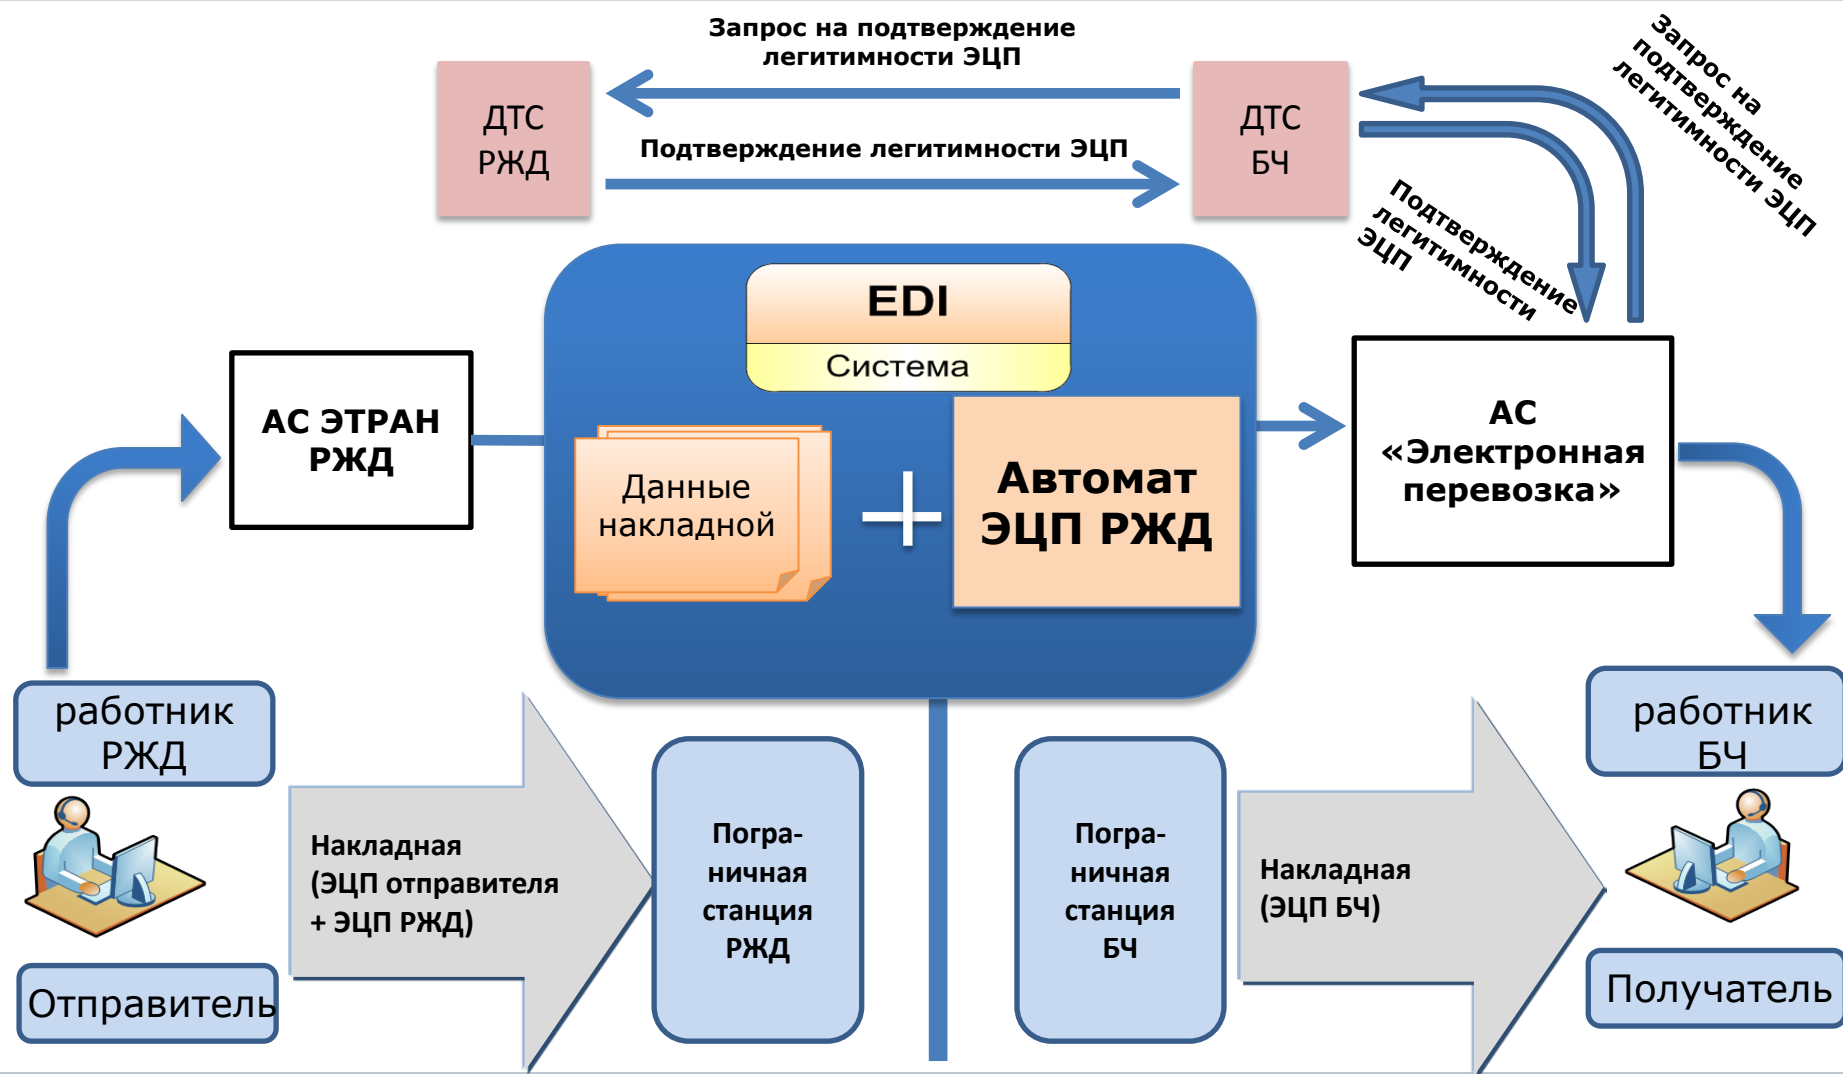 Запрос на подтверждение
легитимности ЭЦП
ДТС
РЖД
Подтверждение легитимности ЭЦП
ДТС
БЧ
Запрос на
подтверждение
легитимности ЭЦП
Подтверждение
легитимности
ЭЦП
EDI
Система
АС ЭТРАН
РЖД
Данные
накладной
Автомат
ЭЦП РЖД
АС
«Электронная
перевозка»
работник
РЖД
работник
БЧ
Накладная
(ЭЦП отправителя
+ ЭЦП РЖД)
Погра-
ничная
станция
РЖД
Погра-
ничная
станция
БЧ
Накладная
(ЭЦП БЧ)
Отправитель
Получатель